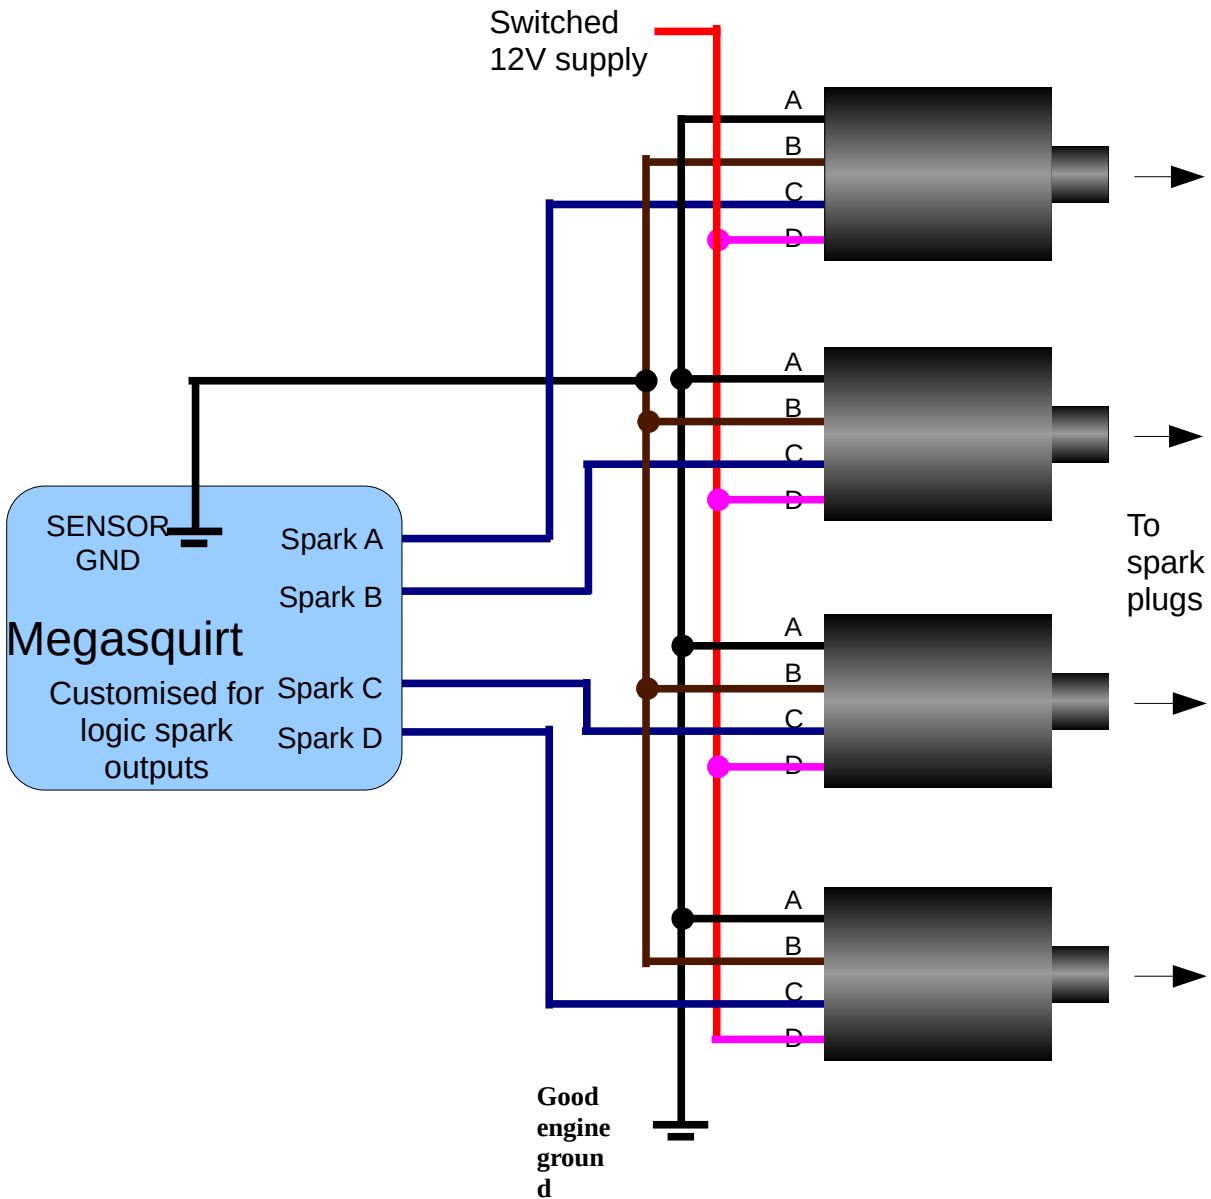 Switched
12V supply
A
B
C
D
A
B
C
D
SENSOR
GND
Spark A
Spark B
Megasquirt
Customised for
logic spark
outputs
Spark C
Spark D
To
spark
plugs
A
B
C
D
A
B
C
D
Good
engine
groun
d